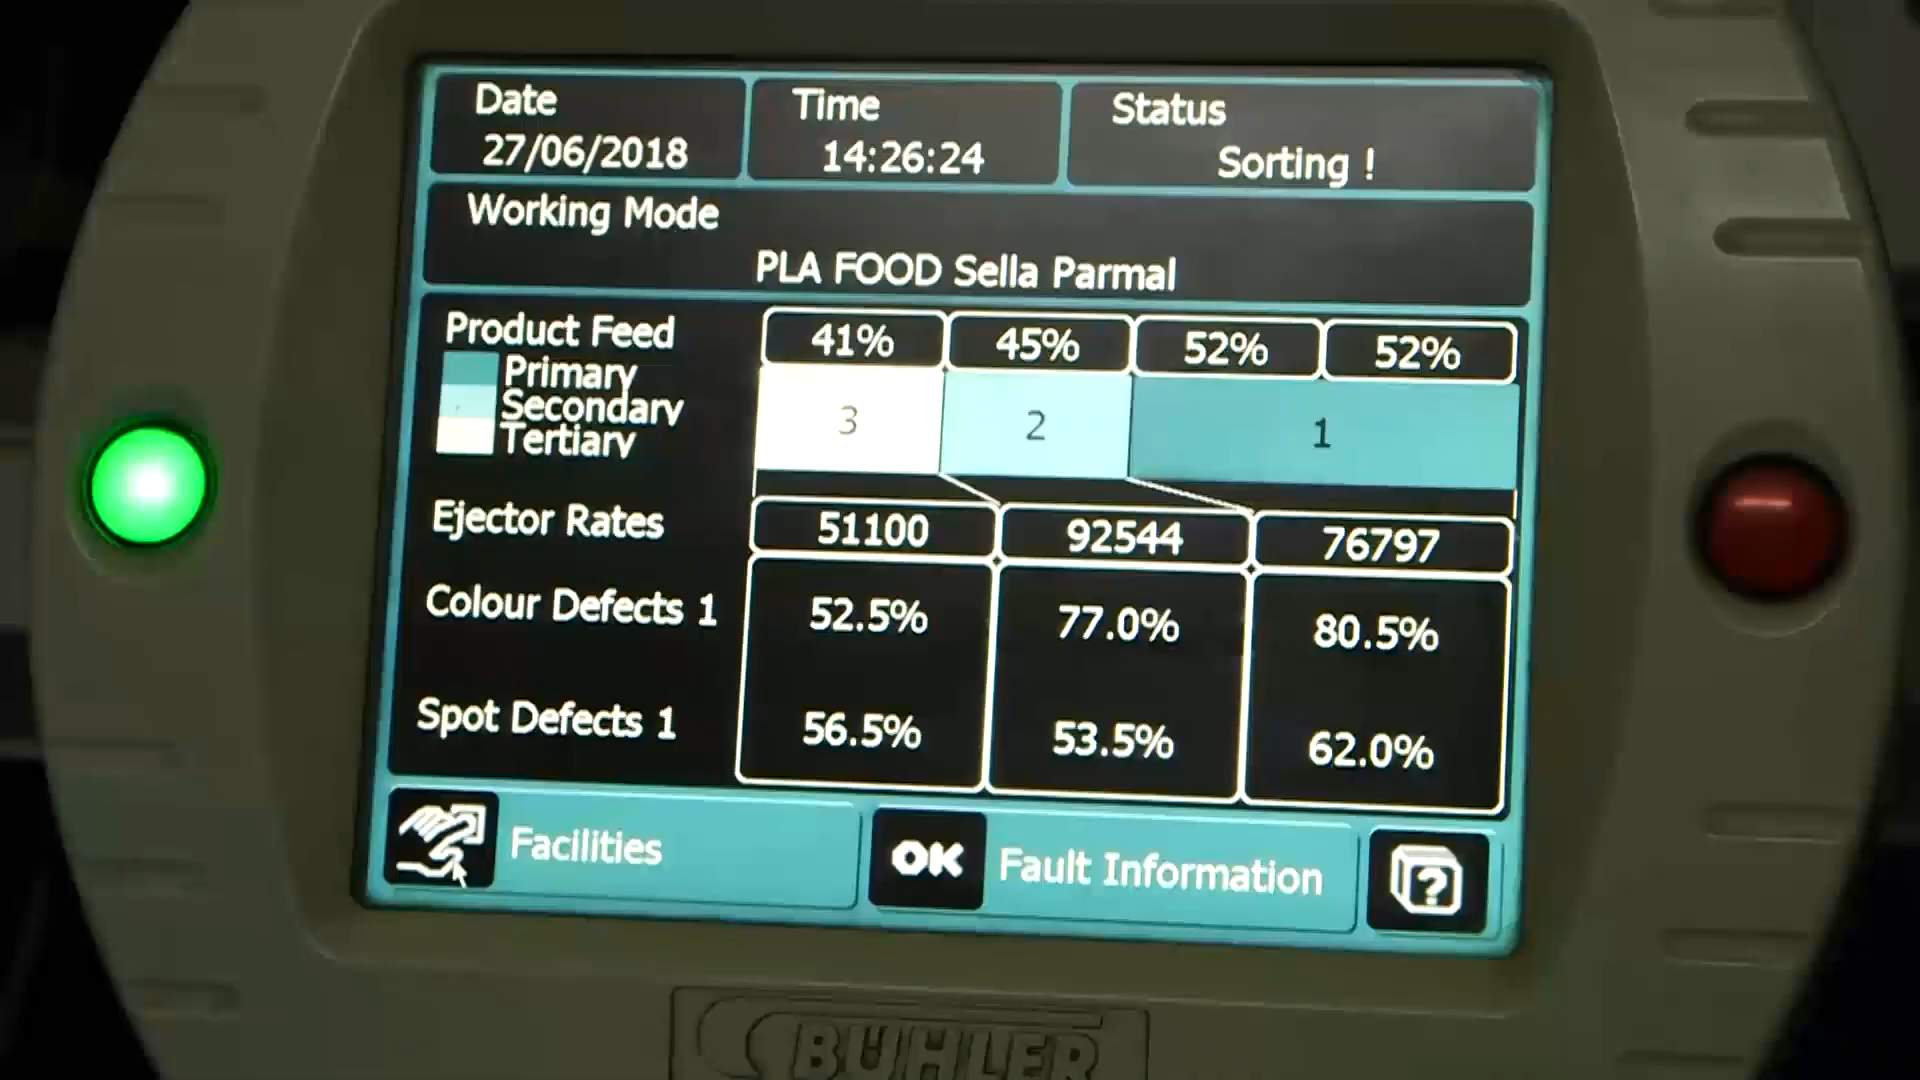 Date Time Status
27/06/2018 14:26:24 Sorting !
Working Mode
PLA FOOD Sella Parmal
Product Feed 41% 45% 52% 52%
Primary
Secondary
Tertiary
3 2 1
Ejector Rates 51100 92544 76797
Colour Defects 1 52.5% 77.0% 80.5%
Spot Defects 1 56.5% 53.5% 62.0%
Facilities OK Fault Information ?
BUHLER